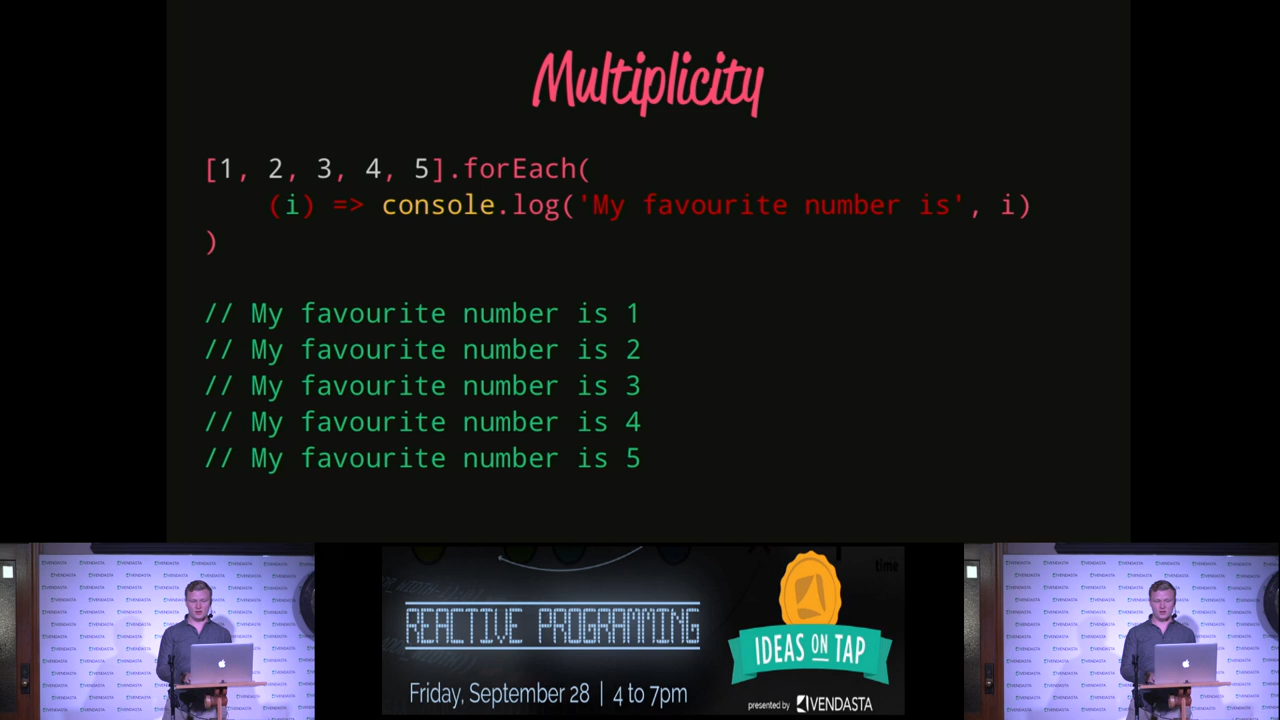 Multiplicity
[1, 2, 3, 4, 5].forEach(
    (i) => console.log('My favourite number is', i)
)
// My favourite number is 1
// My favourite number is 2
// My favourite number is 3
// My favourite number is 4
// My favourite number is 5
time
REACTIVE PROGRAMMING
IDEAS ON TAP
Friday, September 28 | 4 to 7pm
presented by VENDASTA